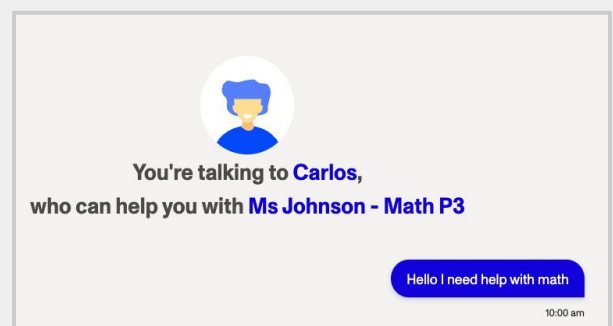 You're talking to Carlos,
who can help you with Ms Johnson - Math P3
Hello I need help with math
10:00 am